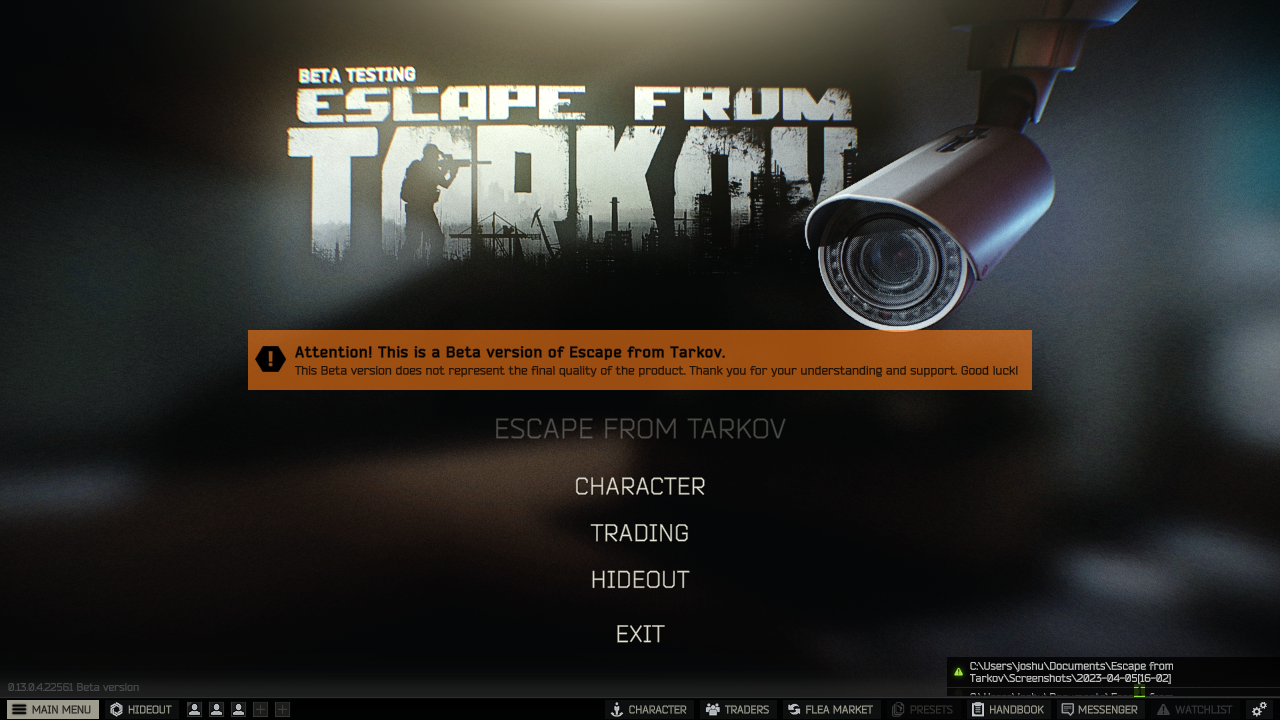 BETA TESTING
ESCAPE FROM
TARKOV
Attention! This is a Beta version of Escape from Tarkov.
This Beta version does not represent the final quality of the product. Thank you for your understanding and support. Good luck!
ESCAPE FROM TARKOV
CHARACTER
TRADING
HIDEOUT
EXIT
C:\Users\joshu\Documents\Escape from
Tarkov\Screenshots\2023-04-05[16-02]
0.13.0.4.22561 Beta version
MAIN MENU HIDEOUT CHARACTER TRADERS FLEA MARKET PRESETS HANDBOOK MESSENGER WATCHLIST